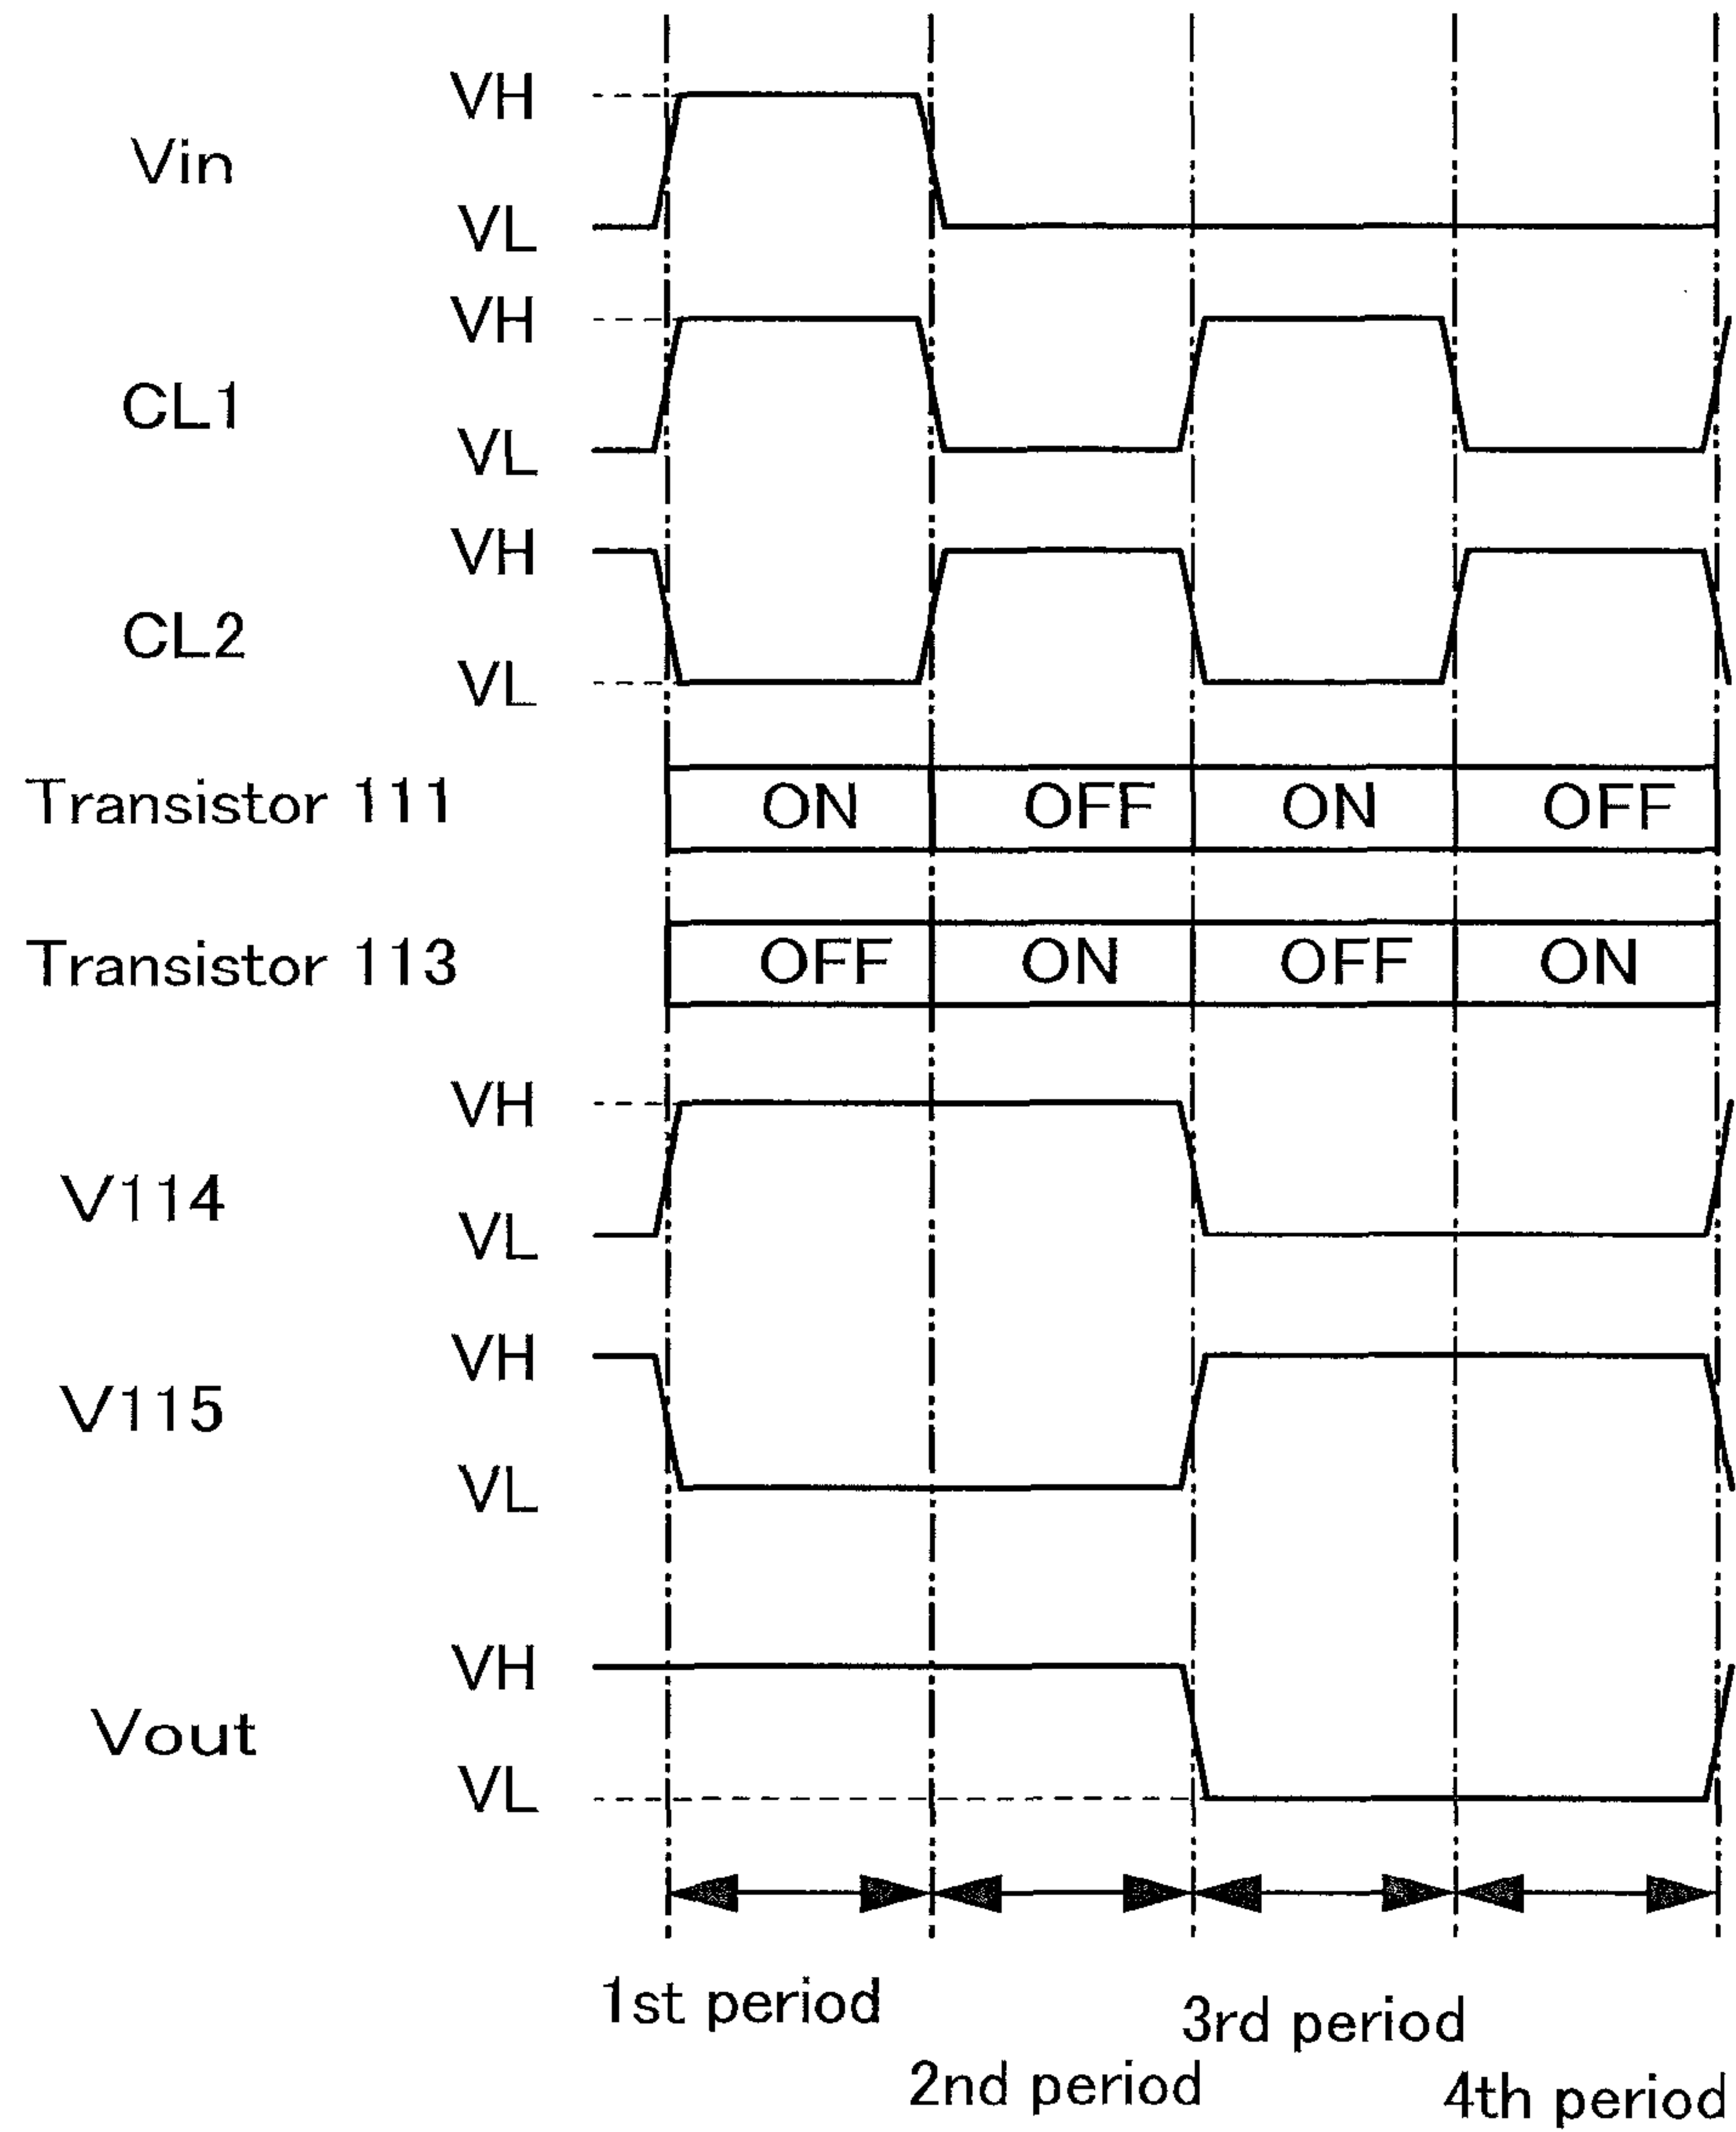 VH
Vin
VL
VH
CL1
VL
VH
CL2
VL
Transistor 111 ON OFF ON OFF
Transistor 113 OFF ON OFF ON
VH
V114
VL
VH
V115
VL
VH
Vout
VL
1st period
3rd period
2nd period
4th period